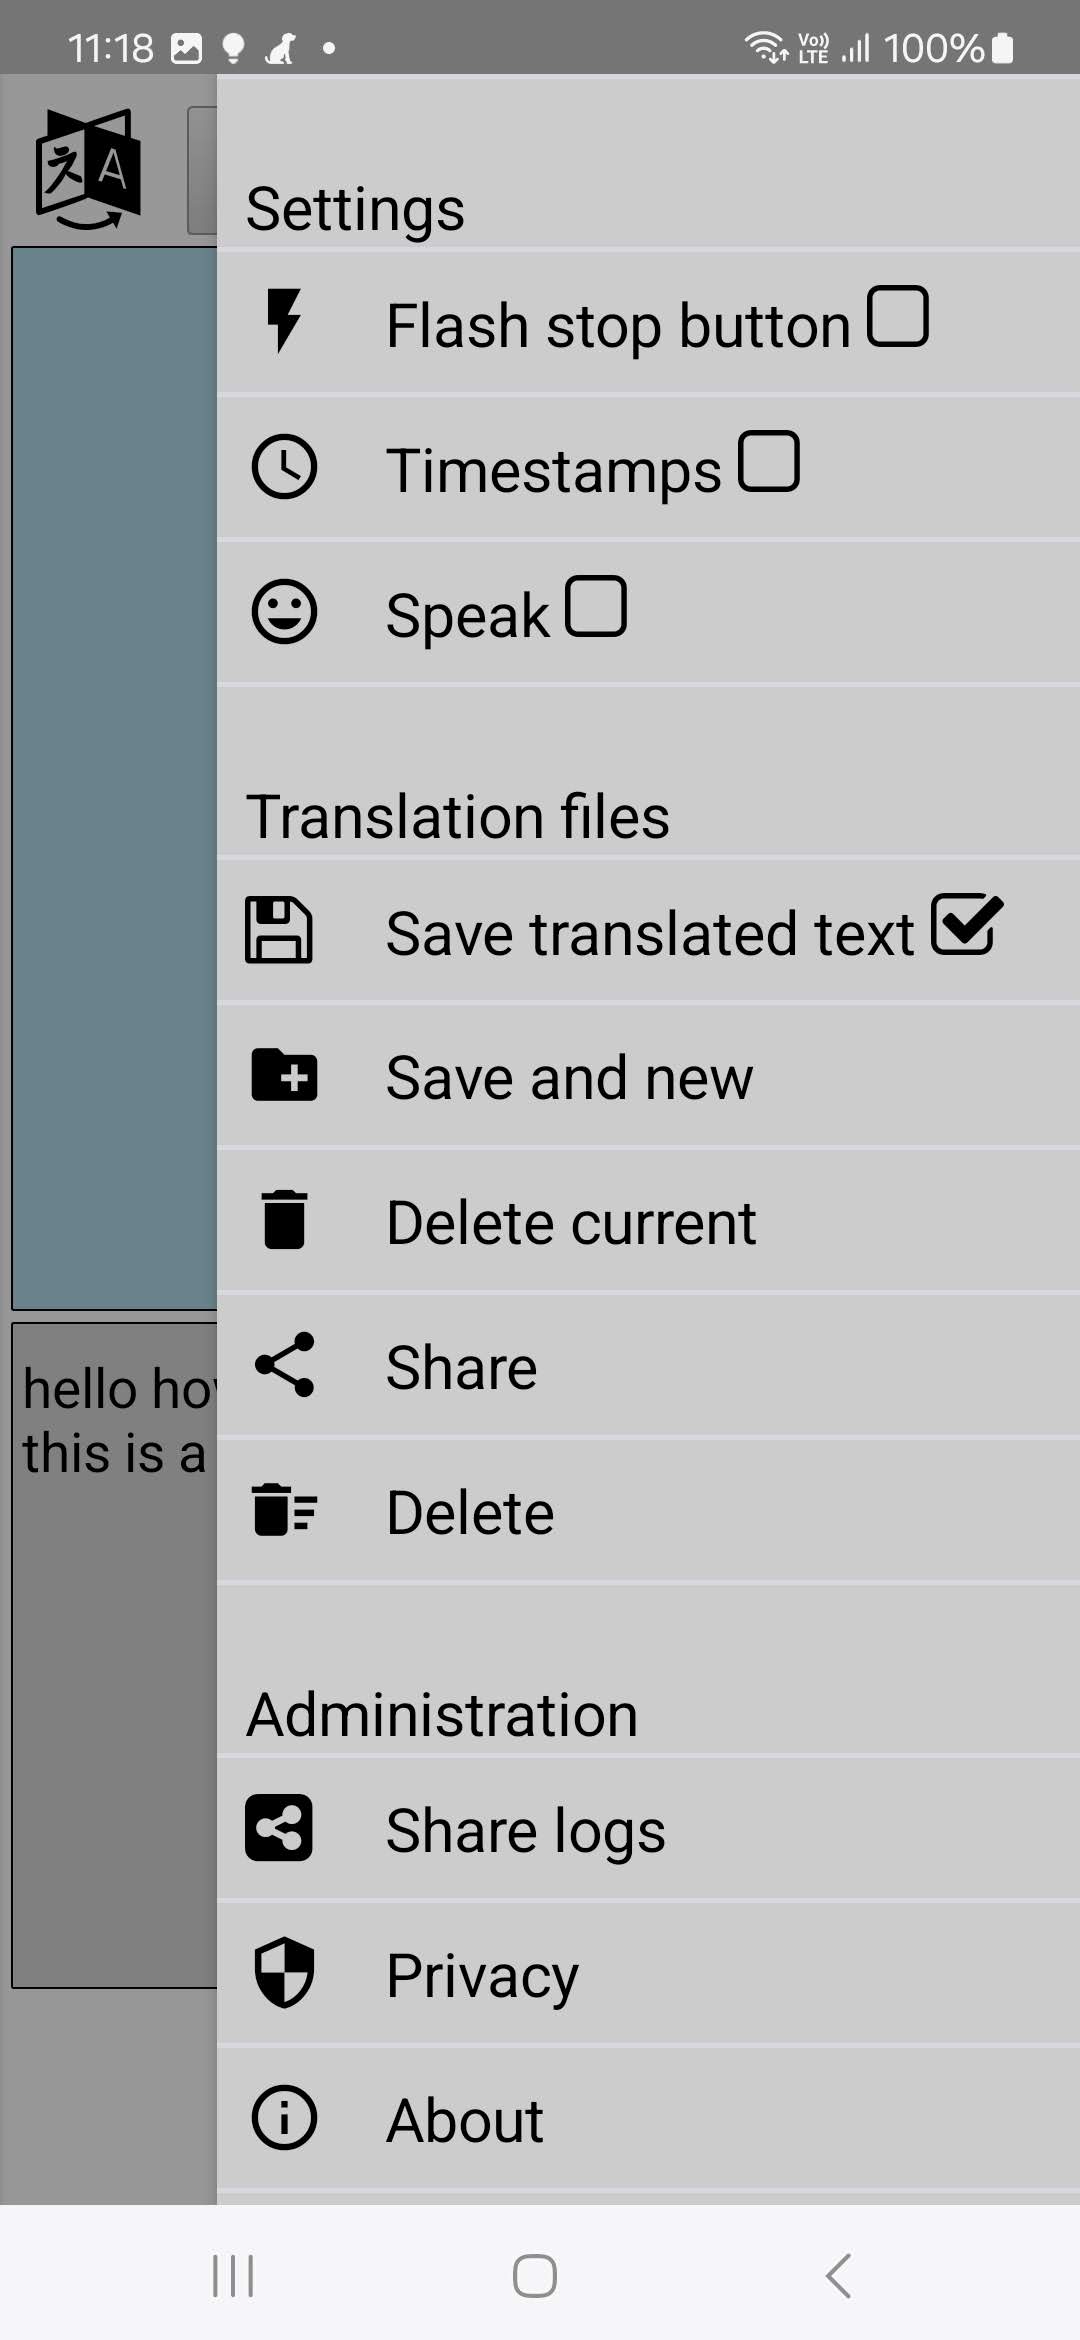 11:18 Vo)) LTE 100%
Settings
Flash stop button
Timestamps
Speak
Translation files
Save translated text
Save and new
Delete current
Share
hello
this is a
Delete
Administration
Share logs
Privacy
About